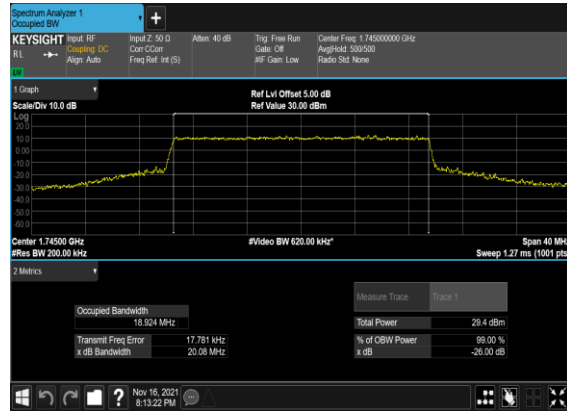 Spectrum Analyzer 1
Occupied BW
+
KEYSIGHT Input: RF Input Z: 50 Ω Atten: 40 dB Trig: Free Run Center Freq: 1.745000000 GHz
RL Coupling: DC Corr CCorr Gate: Off Avg|Hold: 500/500
Align: Auto Freq Ref: Int (S) #IF Gain: Low Radio Std: None
LW
1 Graph
Scale/Div 10.0 dB
Ref Lvl Offset 5.00 dB
Ref Value 30.00 dBm
Log
20.0
10.0
0.00
-10.0
-20.0
-30.0
-40.0
-50.0
-60.0
Center 1.74500 GHz #Video BW 620.00 kHz* Span 40 MHz
#Res BW 200.00 kHz Sweep 1.27 ms (1001 pts)
2 Metrics
Measure Trace Trace 1
Occupied Bandwidth
18.924 MHz
Total Power 29.4 dBm
Transmit Freq Error 17.781 kHz % of OBW Power 99.00 %
x dB Bandwidth 20.08 MHz x dB -26.00 dB
?
Nov 16, 2021
8:13:22 PM